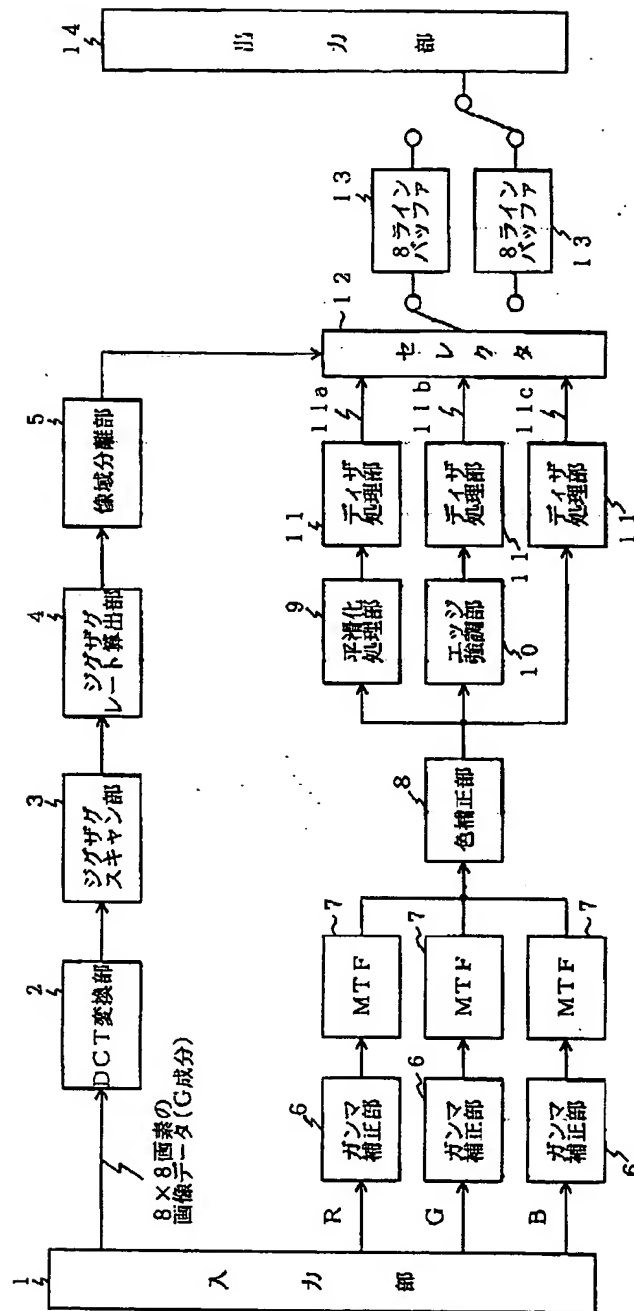 1
入力部
8×8画素の
画像データ(G成分)
2
DCT変換部
3
ジグザグ
スキャン部
4
ジグザグ
レート算出部
5
像域分離部
R
G
B
6
ガンマ
補正部
6
ガンマ
補正部
6
ガンマ
補正部
7
MTF
7
MTF
7
MTF
8
色補正部
9
平滑化
処理部
エッジ
強調部
10
11
ディザ
処理部
ディザ
処理部
11
ディザ
処理部
11
11a
11b
11c
12
セレクタ
13
8ライン
バッファ
8ライン
バッファ
13
14
出力部